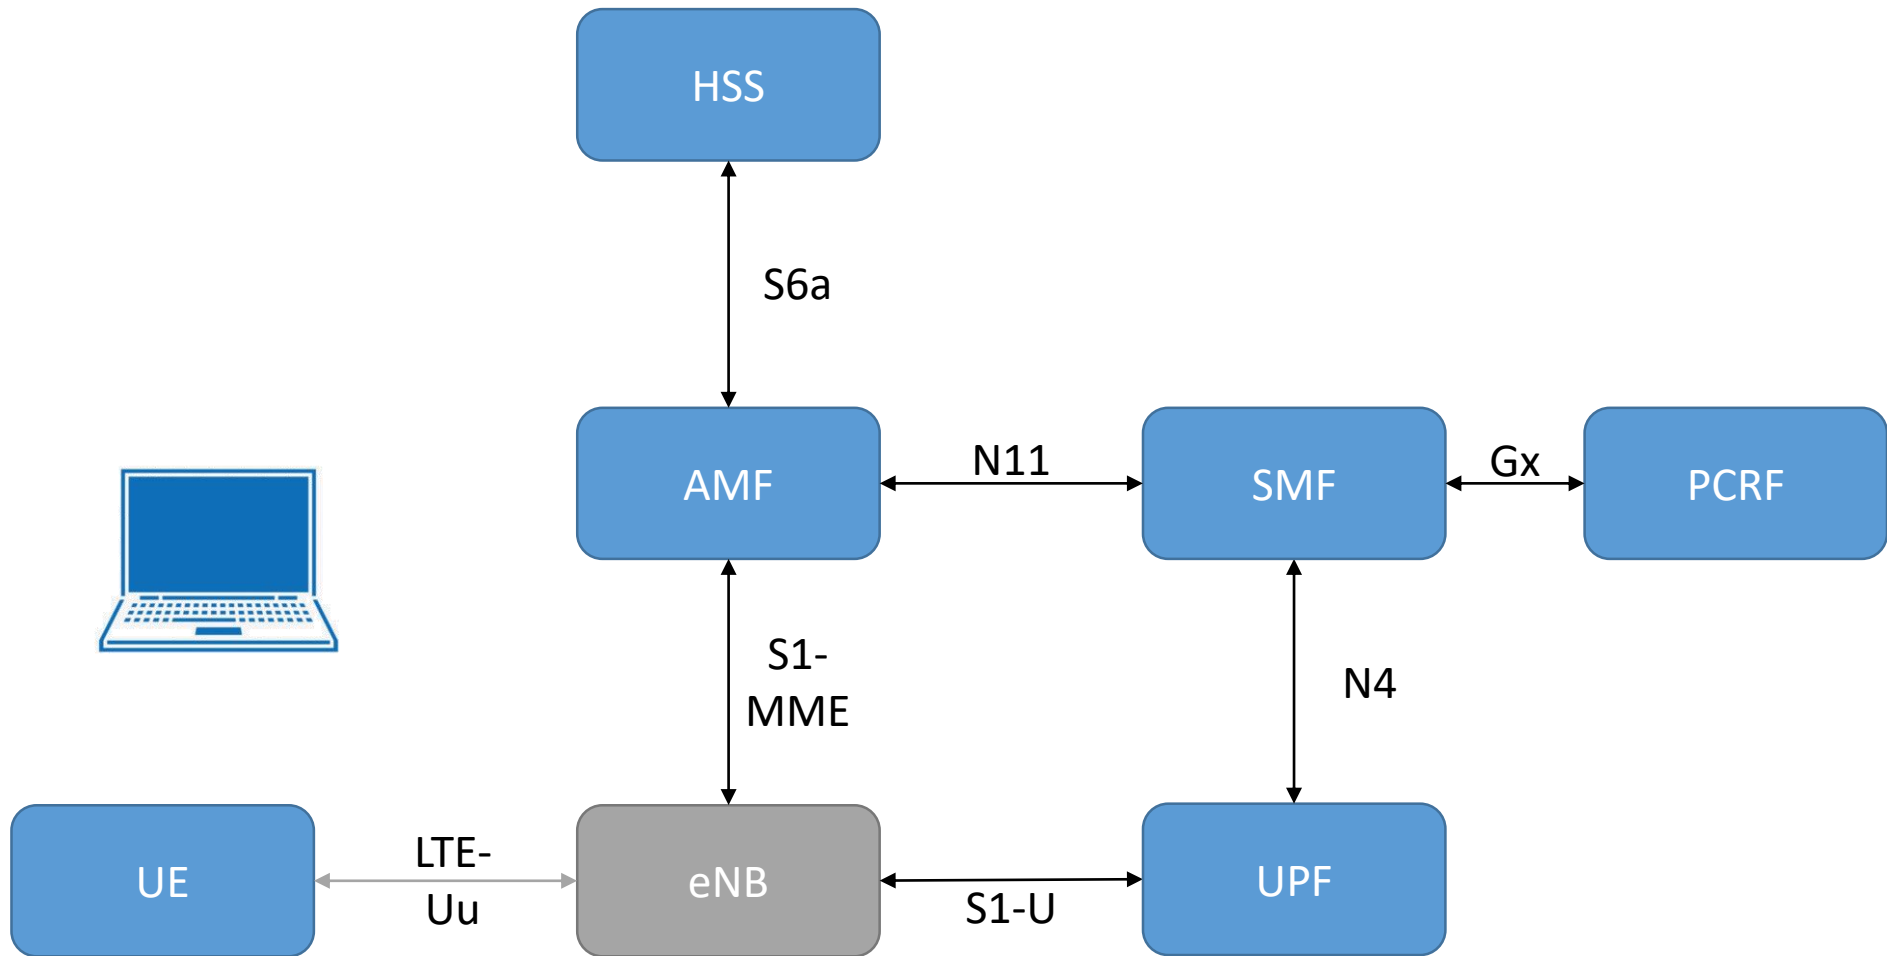 HSS
S6a
AMF
N11
SMF
Gx
PCRF
S1-
MME
N4
UE
LTE-
Uu
eNB
S1-U
UPF